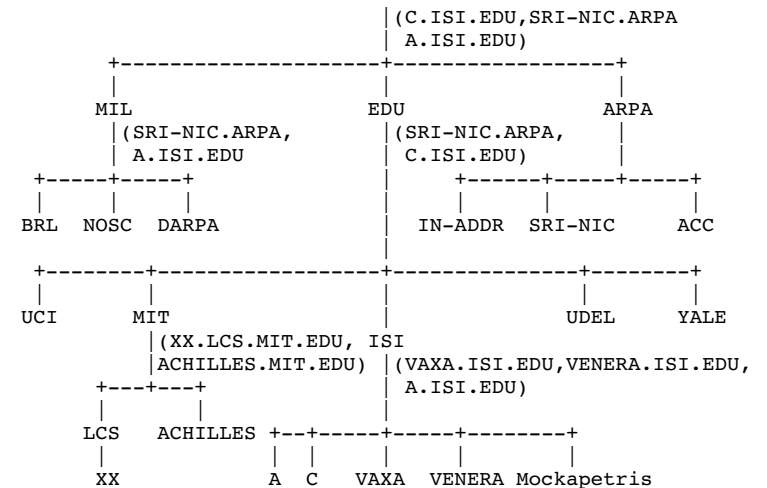 |(C.ISI.EDU,SRI-NIC.ARPA
| A.ISI.EDU)
+---------------------+------------------+
| | |
MIL EDU ARPA
|(SRI-NIC.ARPA, |(SRI-NIC.ARPA, |
| A.ISI.EDU | C.ISI.EDU) |
+-----+-----+ | +------+-----+-----+
| | | | | | |
BRL NOSC DARPA | IN-ADDR SRI-NIC ACC
|
+--------+------------------+---------------+--------+
| | | | |
UCI MIT | UDEL YALE
|(XX.LCS.MIT.EDU, ISI
|ACHILLES.MIT.EDU) |(VAXA.ISI.EDU,VENERA.ISI.EDU,
+---+---+ | A.ISI.EDU)
| | |
LCS ACHILLES +--+-----+-----+--------+
| | | | | |
XX A C VAXA VENERA Mockapetris